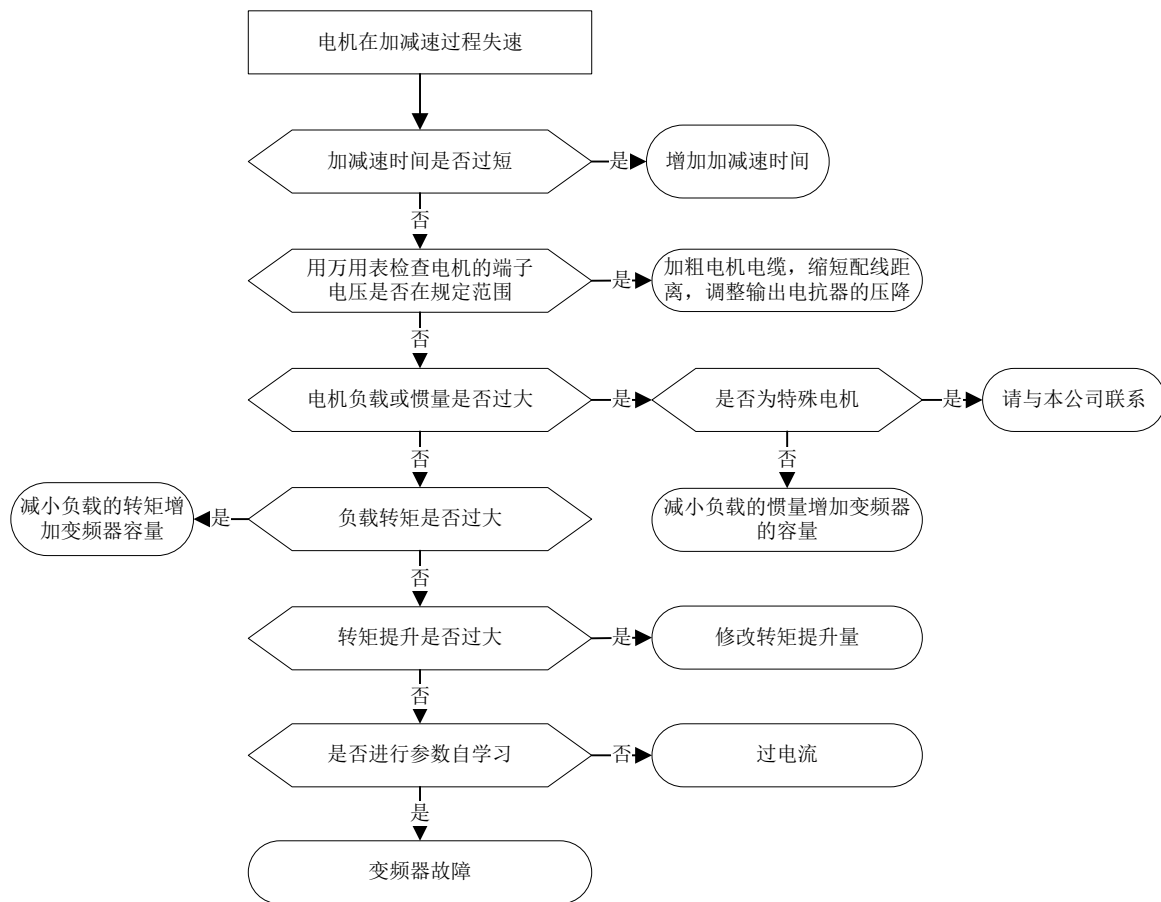 电机在加减速过程失速
加减速时间是否过短
是
增加加减速时间
否
用万用表检查电机的端子
电压是否在规定范围
是
加粗电机电缆，缩短配线距
离，调整输出电抗器的压降
否
电机负载或惯量是否过大
是
是否为特殊电机
是
请与本公司联系
否
否
减小负载的转矩增
加变频器容量
是
负载转矩是否过大
减小负载的惯量增加变频器
的容量
否
转矩提升是否过大
是
修改转矩提升量
否
是否进行参数自学习
否
过电流
是
变频器故障